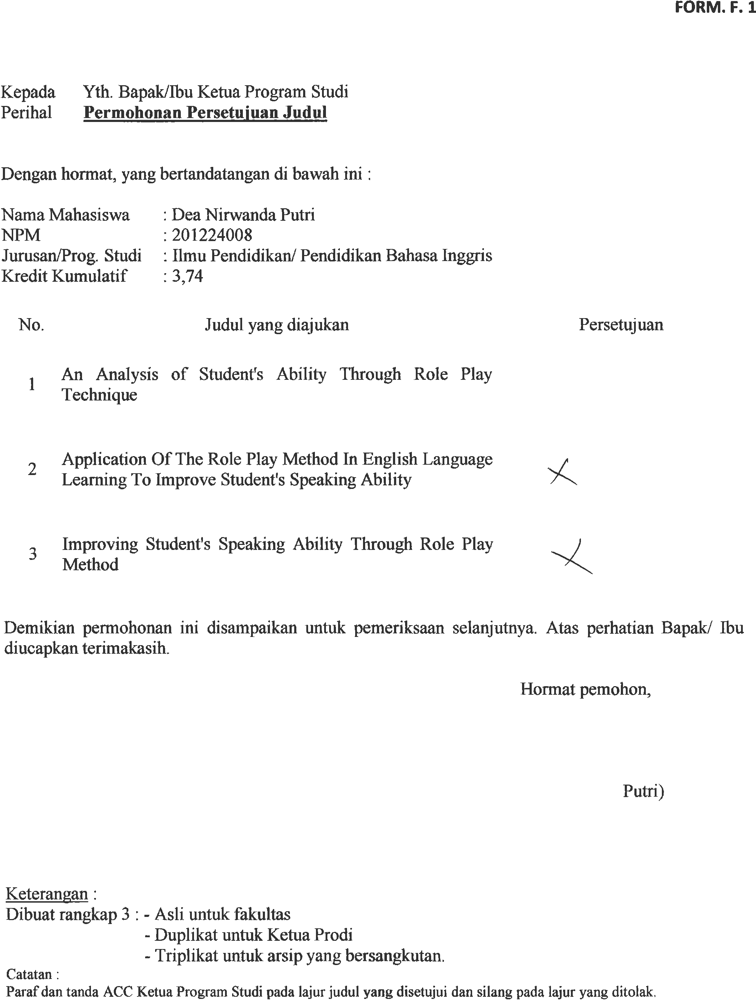 FORM. F. 1
Kepada Yth. Bapak/Ibu Ketua Program Studi
Perihal Permohonan Persetujuan Judul
Dengan hormat, yang bertandatangan di bawah ini :
Nama Mahasiswa : Dea Nirwanda Putri
NPM : 201224008
Jurusan/Prog. Studi : Ilmu Pendidikan/ Pendidikan Bahasa Inggris
Kredit Kumulatif : 3,74
No. Judul yang diajukan Persetujuan
1 An Analysis of Student's Ability Through Role Play
Technique
2 Application Of The Role Play Method In English Language
Learning To Improve Student's Speaking Ability
3 Improving Student's Speaking Ability Through Role Play
Method
Demikian permohonan ini disampaikan untuk pemeriksaan selanjutnya. Atas perhatian Bapak/ Ibu
diucapkan terimakasih.
Hormat pemohon,
Putri)
Keterangan :
Dibuat rangkap 3 : - Asli untuk fakultas
- Duplikat untuk Ketua Prodi
- Triplikat untuk arsip yang bersangkutan.
Catatan :
Paraf dan tanda ACC Ketua Program Studi pada lajur judul yang disetujui dan silang pada lajur yang ditolak.